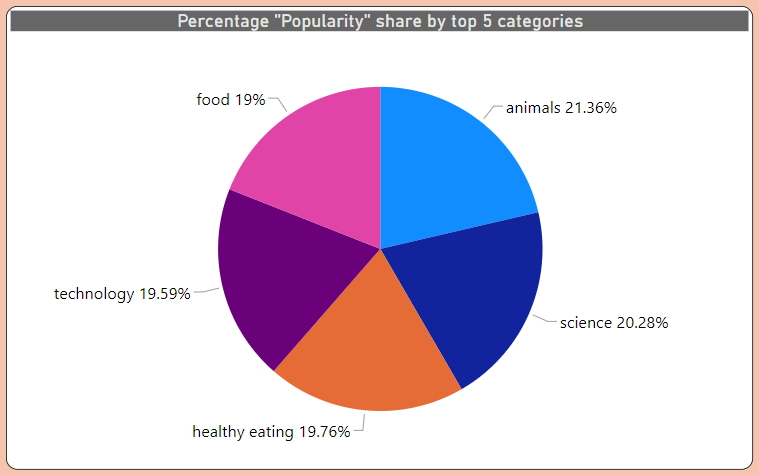 Percentage "Popularity" share by top 5 categories
food 19%
animals 21.36%
technology 19.59%
science 20.28%
healthy eating 19.76%